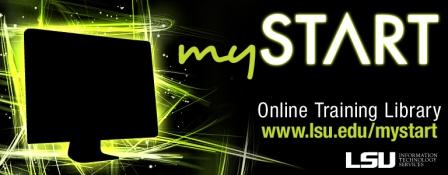 mySTART
Online Training Library
www.lsu.edu/mystart
LSU INFORMATION
TECHNOLOGY
SERVICES